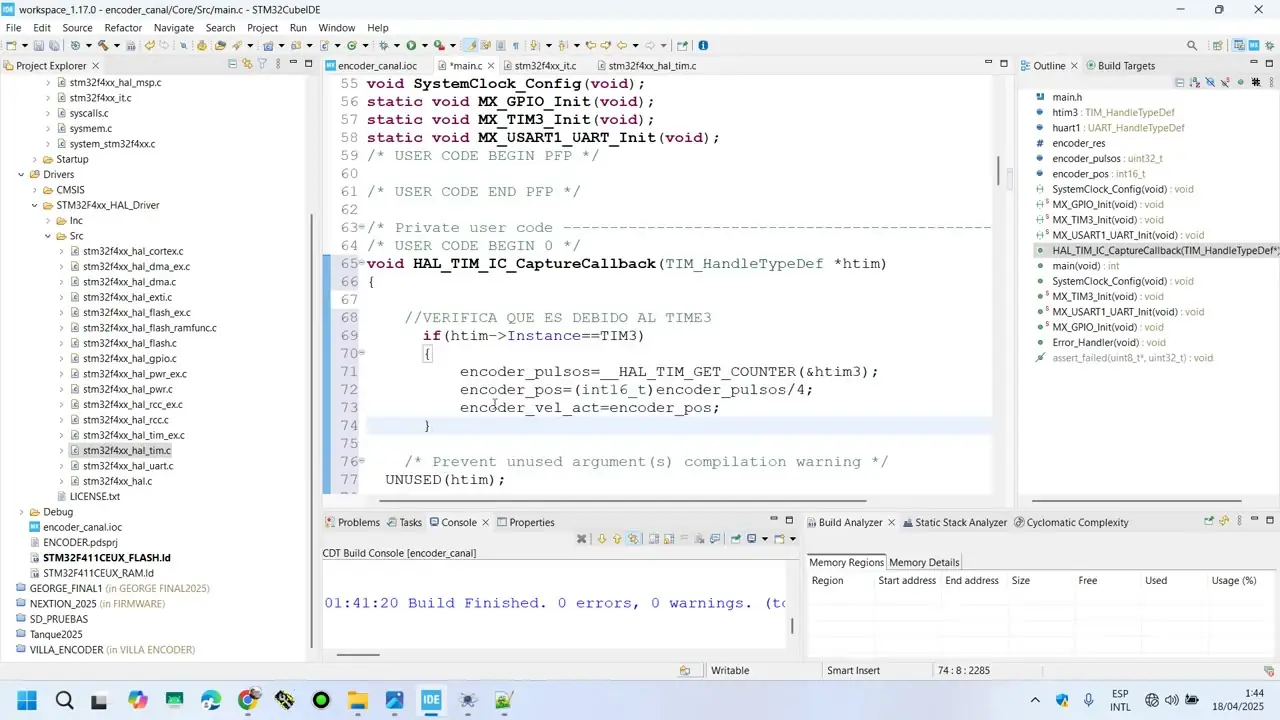 workspace_1.17.0 - encoder_canal/Core/Src/main.c - STM32CubeIDE
File Edit Source Refactor Navigate Search Project Run Window Help
Project Explorer
stm32f4xx_hal_msp.c
stm32f4xx_it.c
syscalls.c
sysmem.c
system_stm32f4xx.c
Startup
Drivers
CMSIS
STM32F4xx_HAL_Driver
Inc
Src
stm32f4xx_hal_cortex.c
stm32f4xx_hal_dma_ex.c
stm32f4xx_hal_dma.c
stm32f4xx_hal_exti.c
stm32f4xx_hal_flash_ex.c
stm32f4xx_hal_flash_ramfunc.c
stm32f4xx_hal_flash.c
stm32f4xx_hal_gpio.c
stm32f4xx_hal_pwr_ex.c
stm32f4xx_hal_pwr.c
stm32f4xx_hal_rcc_ex.c
stm32f4xx_hal_rcc.c
stm32f4xx_hal_tim_ex.c
stm32f4xx_hal_tim.c
stm32f4xx_hal_uart.c
stm32f4xx_hal.c
LICENSE.txt
Debug
encoder_canal.ioc
ENCODER.pdsprj
STM32F411CEUX_FLASH.ld
STM32F411CEUX_RAM.ld
GEORGE_FINAL1 (in GEORGE FINAL2025)
NEXTION_2025 (in FIRMWARE)
SD_PRUEBAS
Tanque2025
VILLA_ENCODER (in VILLA ENCODER)
encoder_canal.ioc *main.c stm32f4xx_it.c stm32f4xx_hal_tim.c
55 void SystemClock_Config(void);
56 static void MX_GPIO_Init(void);
57 static void MX_TIM3_Init(void);
58 static void MX_USART1_UART_Init(void);
59 /* USER CODE BEGIN PFP */
60
61 /* USER CODE END PFP */
62
63 /* Private user code ---------------------------------------------
64 /* USER CODE BEGIN 0 */
65 void HAL_TIM_IC_CaptureCallback(TIM_HandleTypeDef *htim)
66 {
67
68 //VERIFICA QUE ES DEBIDO AL TIME3
69 if(htim->Instance==TIM3)
70 {
71 encoder_pulsos=__HAL_TIM_GET_COUNTER(&htim3);
72 encoder_pos=(int16_t)encoder_pulsos/4;
73 encoder_vel_act=encoder_pos;
74 }
75
76 /* Prevent unused argument(s) compilation warning */
77 UNUSED(htim);
Outline Build Targets
main.h
htim3 : TIM_HandleTypeDef
huart1 : UART_HandleTypeDef
encoder_res
encoder_pulsos : uint32_t
encoder_pos : int16_t
SystemClock_Config(void) : void
MX_GPIO_Init(void) : void
MX_TIM3_Init(void) : void
MX_USART1_UART_Init(void) : void
HAL_TIM_IC_CaptureCallback(TIM_HandleTypeDef*
main(void) : int
SystemClock_Config(void) : void
MX_TIM3_Init(void) : void
MX_USART1_UART_Init(void) : void
MX_GPIO_Init(void) : void
Error_Handler(void) : void
assert_failed(uint8_t*, uint32_t) : void
Problems Tasks Console Properties
CDT Build Console [encoder_canal]
01:41:20 Build Finished. 0 errors, 0 warnings. (to
Build Analyzer Static Stack Analyzer Cyclomatic Complexity
Memory Regions Memory Details
Region Start address End address Size Free Used Usage (%)
Writable Smart Insert 74 : 8 : 2285
IDE
ESP
INTL
1:44
18/04/2025